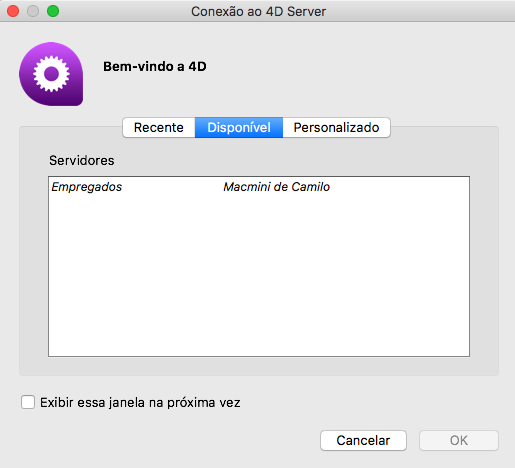 Conexão ao 4D Server
Bem-vindo a 4D
Recente Disponível Personalizado
Servidores
Empregados Macmini de Camilo
Exibir essa janela na próxima vez
Cancelar OK